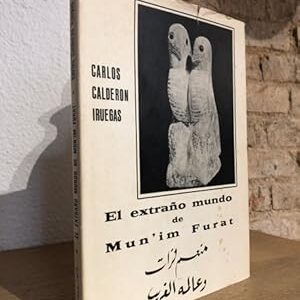 CARLOS
CALDERON
IRUEGAS
El extraño mundo
de
Mun'im Furat
منعم فرات
وعالمه الغريب